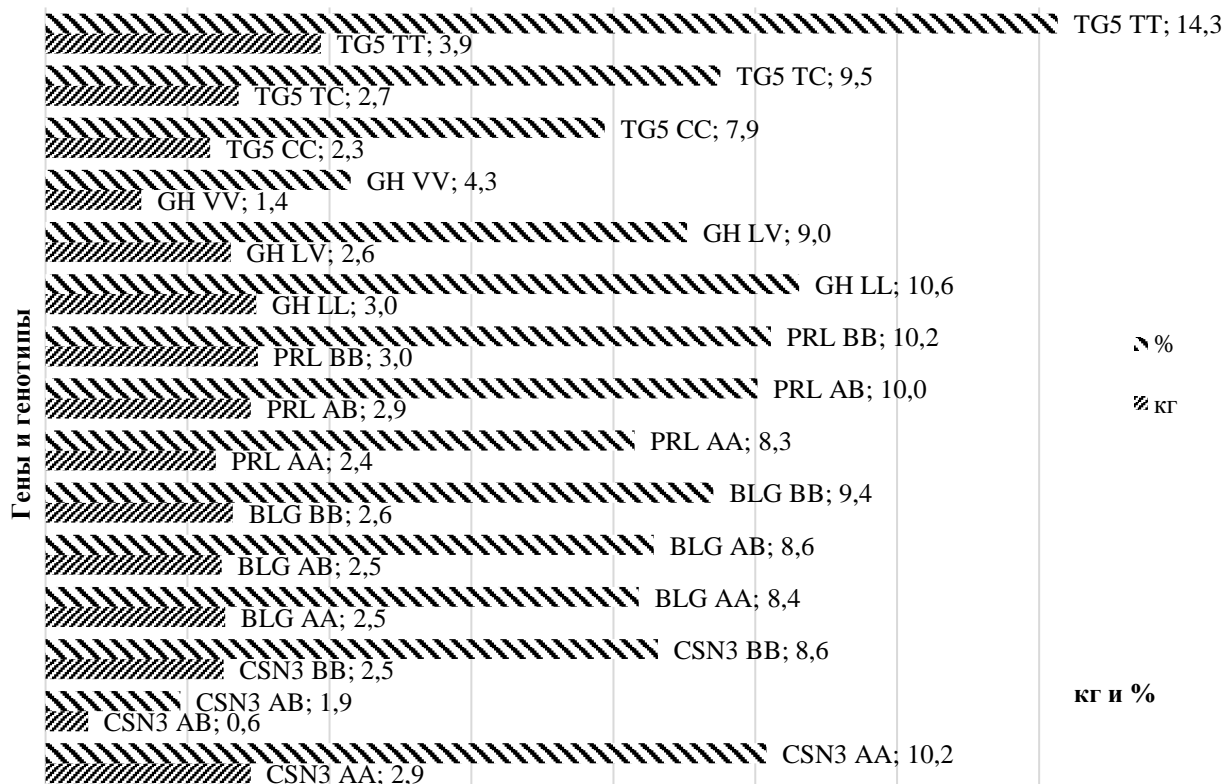 TG5 TT; 14,3
TG5 TT; 3,9
TG5 TC; 9,5
TG5 TC; 2,7
TG5 CC; 7,9
TG5 CC; 2,3
GH VV; 4,3
GH VV; 1,4
GH LV; 9,0
GH LV; 2,6
GH LL; 10,6
GH LL; 3,0
PRL BB; 10,2
PRL BB; 3,0
PRL AB; 10,0
PRL AB; 2,9
PRL AA; 8,3
PRL AA; 2,4
BLG BB; 9,4
BLG BB; 2,6
BLG AB; 8,6
BLG AB; 2,5
BLG AA; 8,4
BLG AA; 2,5
CSN3 BB; 8,6
CSN3 BB; 2,5
CSN3 AB; 1,9
CSN3 AB; 0,6
CSN3 AA; 10,2
CSN3 AA; 2,9
Гены и генотипы
%
кг
кг и %